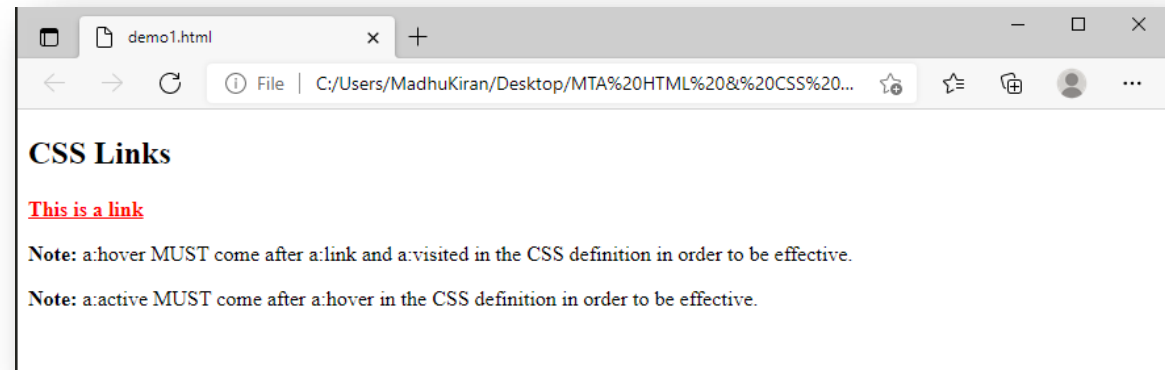 demo1.html
File | C:/Users/MadhuKiran/Desktop/MTA%20HTML%20&%20CSS%20...
CSS Links
This is a link
Note: a:hover MUST come after a:link and a:visited in the CSS definition in order to be effective.
Note: a:active MUST come after a:hover in the CSS definition in order to be effective.